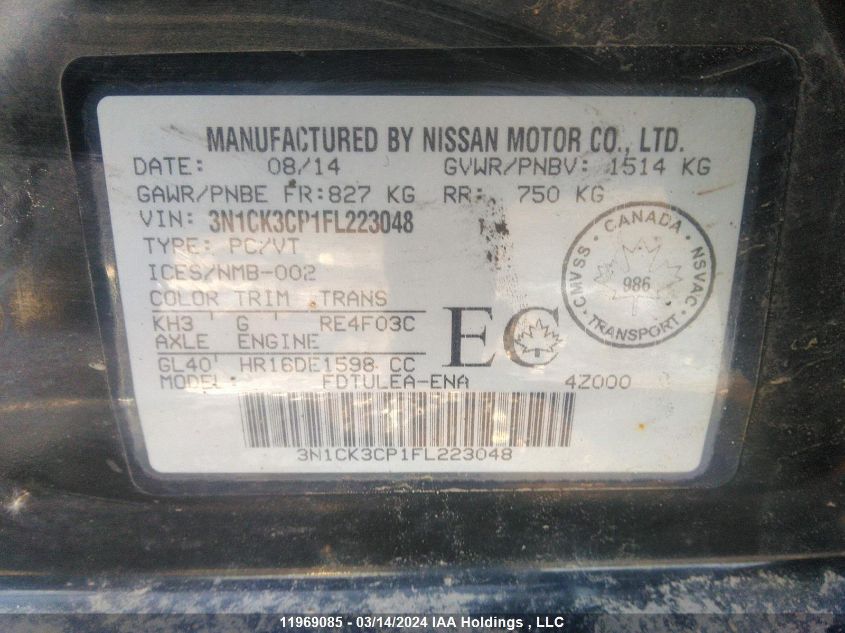 MANUFACTURED BY NISSAN MOTOR CO., LTD.
DATE: 08/14 GVWR/PNBV: 1514 KG
GAWR/PNBE FR:827 KG RR: 750 KG
VIN: 3N1CK3CP1FL223048
TYPE: PC/VT
ICES/NMB-002
COLOR TRIM TRANS
KH3 G RE4F03C
AXLE ENGINE
GL40 HR16DE1598 CC
MODEL: FDTULEA-ENA 4Z000
EC
CANADA
CMVSS NSVAC
986
TRANSPORT
3N1CK3CP1FL223048
11969085 - 03/14/2024 IAA Holdings , LLC